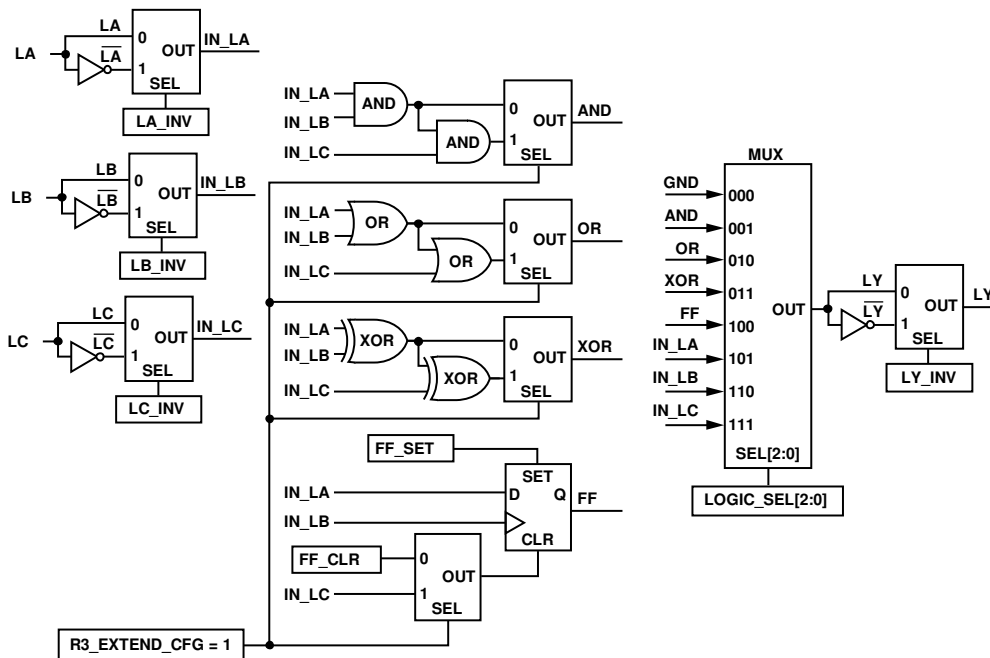 LA
LA
LA
0
1
OUT
SEL
IN_LA
LA_INV
LB
LB
LB
0
1
OUT
SEL
IN_LB
LB_INV
LC
LC
LC
0
1
OUT
SEL
IN_LC
LC_INV
IN_LA
IN_LB
IN_LC
AND
AND
0
1
OUT
SEL
AND
IN_LA
IN_LB
IN_LC
OR
OR
0
1
OUT
SEL
OR
IN_LA
IN_LB
IN_LC
XOR
XOR
0
1
OUT
SEL
XOR
FF_SET
IN_LA
IN_LB
SET
D
Q
CLR
FF
FF_CLR
IN_LC
0
1
OUT
SEL
R3_EXTEND_CFG = 1
MUX
GND
000
AND
001
OR
010
XOR
011
FF
100
IN_LA
101
IN_LB
110
IN_LC
111
OUT
SEL[2:0]
LOGIC_SEL[2:0]
LY
LY
0
1
OUT
SEL
LY
LY_INV